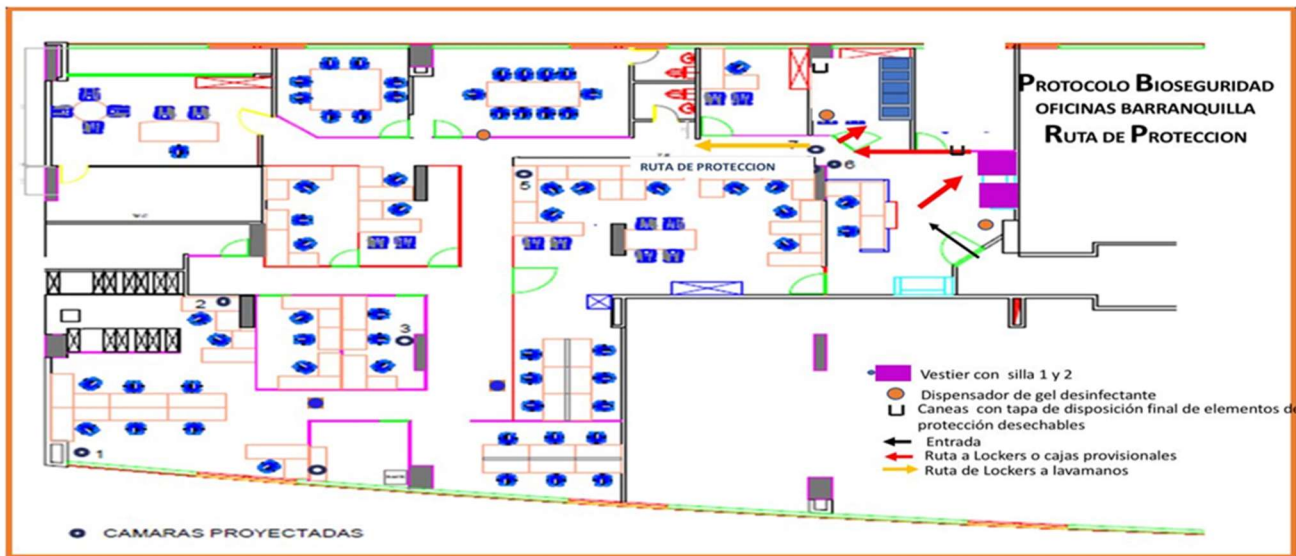 PROTOCOLO BIOSEGURIDAD
OFICINAS BARRANQUILLA
RUTA DE PROTECCION
RUTA DE PROTECCION
7
6
5
2
3
1
Vestier con silla 1 y 2
Dispensador de gel desinfectante
Caneas con tapa de disposición final de elementos de
protección desechables
Entrada
Ruta a Lockers o cajas provisionales
Ruta de Lockers a lavamanos
CAMARAS PROYECTADAS